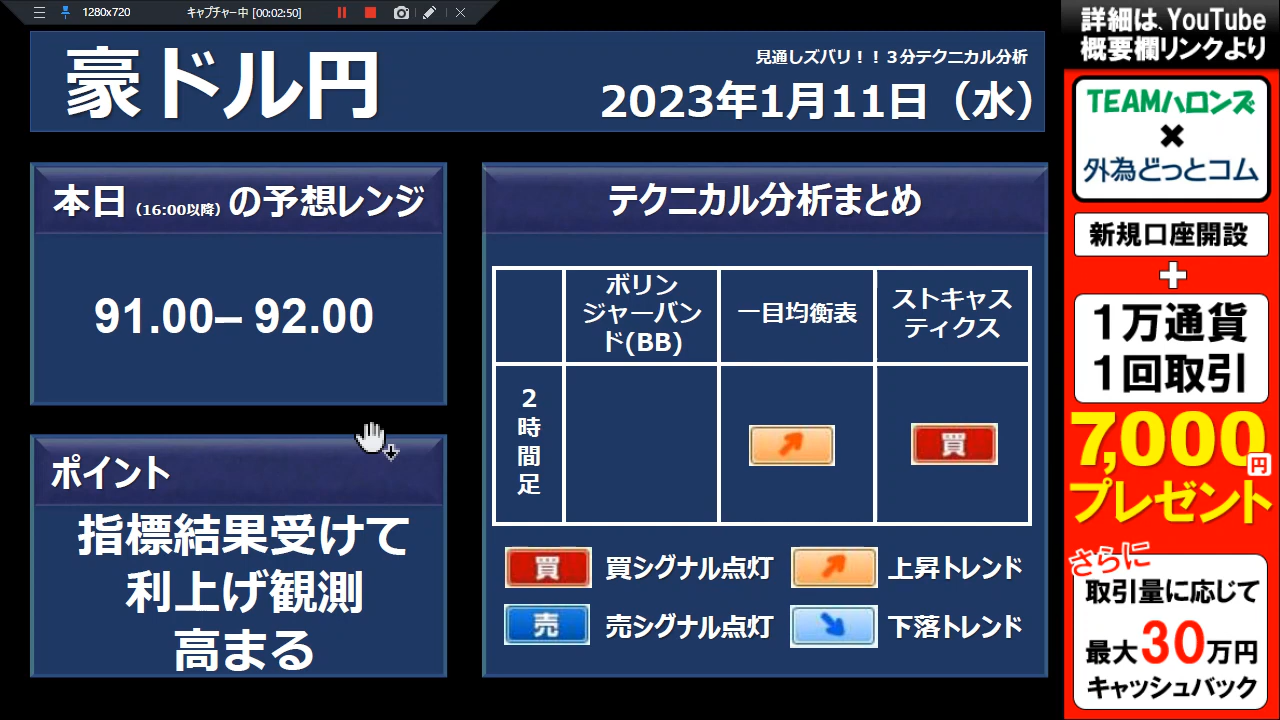 1280x720
キャプチャー中 [00:02:50]
豪ドル円
見通しズバリ！！３分テクニカル分析
2023年1月11日（水）
本日（16:00以降）の予想レンジ
91.00– 92.00
ポイント
指標結果受けて
利上げ観測
高まる
テクニカル分析まとめ
ボリン
ジャーバン
ド(BB)
一目均衡表
ストキャス
ティクス
２
時
間
足
買
買
買シグナル点灯
上昇トレンド
売
売シグナル点灯
下落トレンド
詳細は、YouTube
概要欄リンクより
TEAMハロンズ
×
外為どっとコム
新規口座開設
+
１万通貨
１回取引
7,000円
プレゼント
さらに
取引量に応じて
最大30万円
キャッシュバック